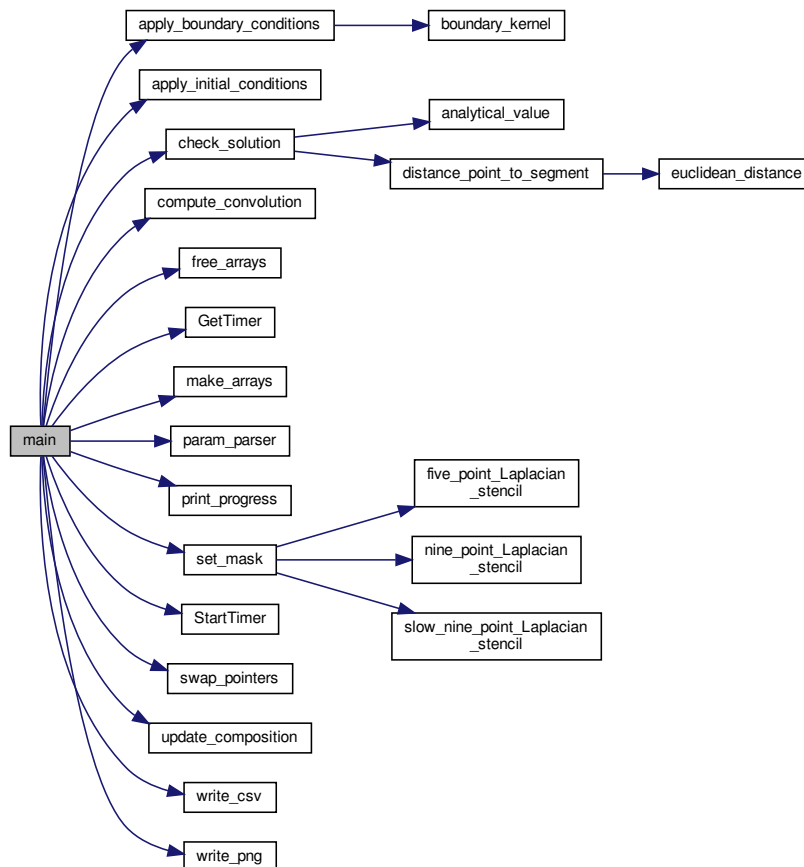 apply_boundary_conditions
boundary_kernel
apply_initial_conditions
analytical_value
check_solution
distance_point_to_segment
euclidean_distance
compute_convolution
free_arrays
GetTimer
make_arrays
main
param_parser
print_progress
five_point_Laplacian
_stencil
set_mask
nine_point_Laplacian
_stencil
StartTimer
slow_nine_point_Laplacian
_stencil
swap_pointers
update_composition
write_csv
write_png